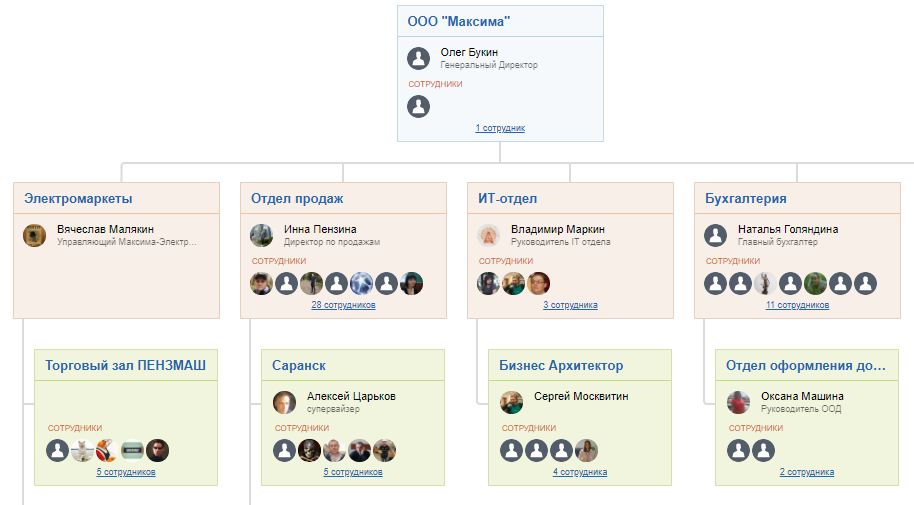 ООО "Максима"
Олег Букин
Генеральный Директор
СОТРУДНИКИ
1 сотрудник
Электромаркеты
Вячеслав Малякин
Управляющий Максима-Электр...
Отдел продаж
Инна Пензина
Директор по продажам
СОТРУДНИКИ
28 сотрудников
ИТ-отдел
Владимир Маркин
Руководитель IT отдела
СОТРУДНИКИ
3 сотрудника
Бухгалтерия
Наталья Голяндина
Главный бухгалтер
СОТРУДНИКИ
11 сотрудников
Торговый зал ПЕНЗМАШ
СОТРУДНИКИ
5 сотрудников
Саранск
Алексей Царьков
супервайзер
СОТРУДНИКИ
5 сотрудников
Бизнес Архитектор
Сергей Москвитин
СОТРУДНИКИ
4 сотрудника
Отдел оформления до...
Оксана Машина
Руководитель ООД
СОТРУДНИКИ
2 сотрудника